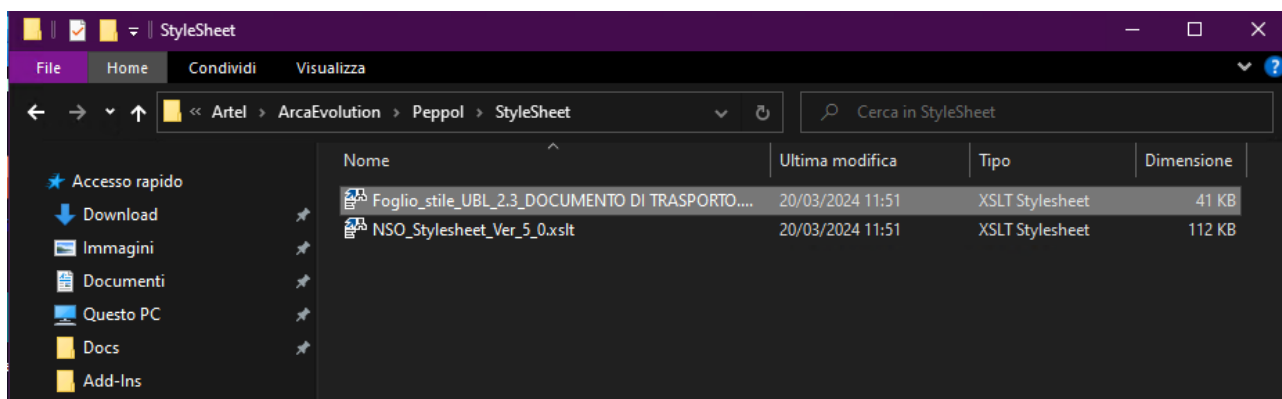 StyleSheet
File Home Condividi Visualizza
« Artel > ArcaEvolution > Peppol > StyleSheet Cerca in StyleSheet
Nome Ultima modifica Tipo Dimensione
Accesso rapido
Foglio_stile_UBL_2.3_DOCUMENTO DI TRASPORTO.... 20/03/2024 11:51 XSLT Stylesheet 41 KB
Download
NSO_Stylesheet_Ver_5_0.xslt 20/03/2024 11:51 XSLT Stylesheet 112 KB
Immagini
Documenti
Questo PC
Docs
Add-Ins